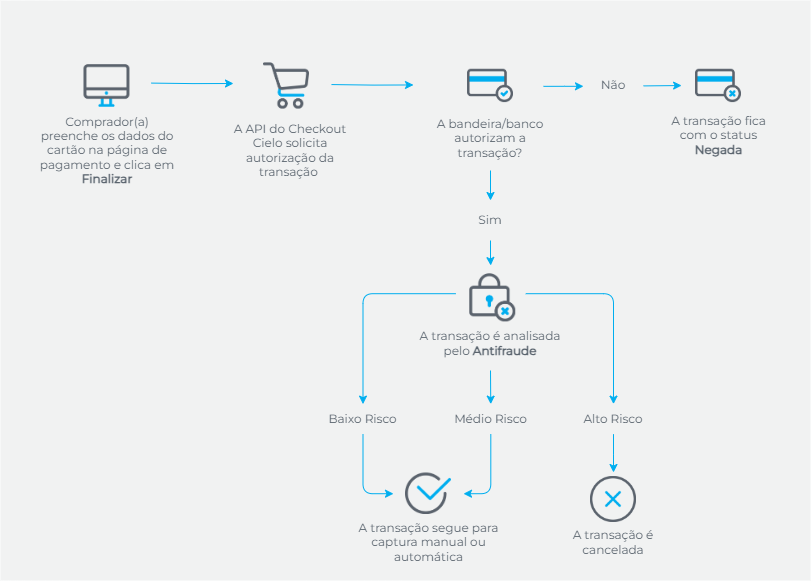 Comprador(a)
preenche os dados do
cartão na página de
pagamento e clica em
Finalizar
A API do Checkout
Cielo solicita
autorização da
transação
A bandeira/banco
autorizam a
transação?
Não
A transação fica
com o status
Negada
Sim
A transação é analisada
pelo Antifraude
Baixo Risco
Médio Risco
Alto Risco
A transação segue para
captura manual ou
automática
A transação é
cancelada